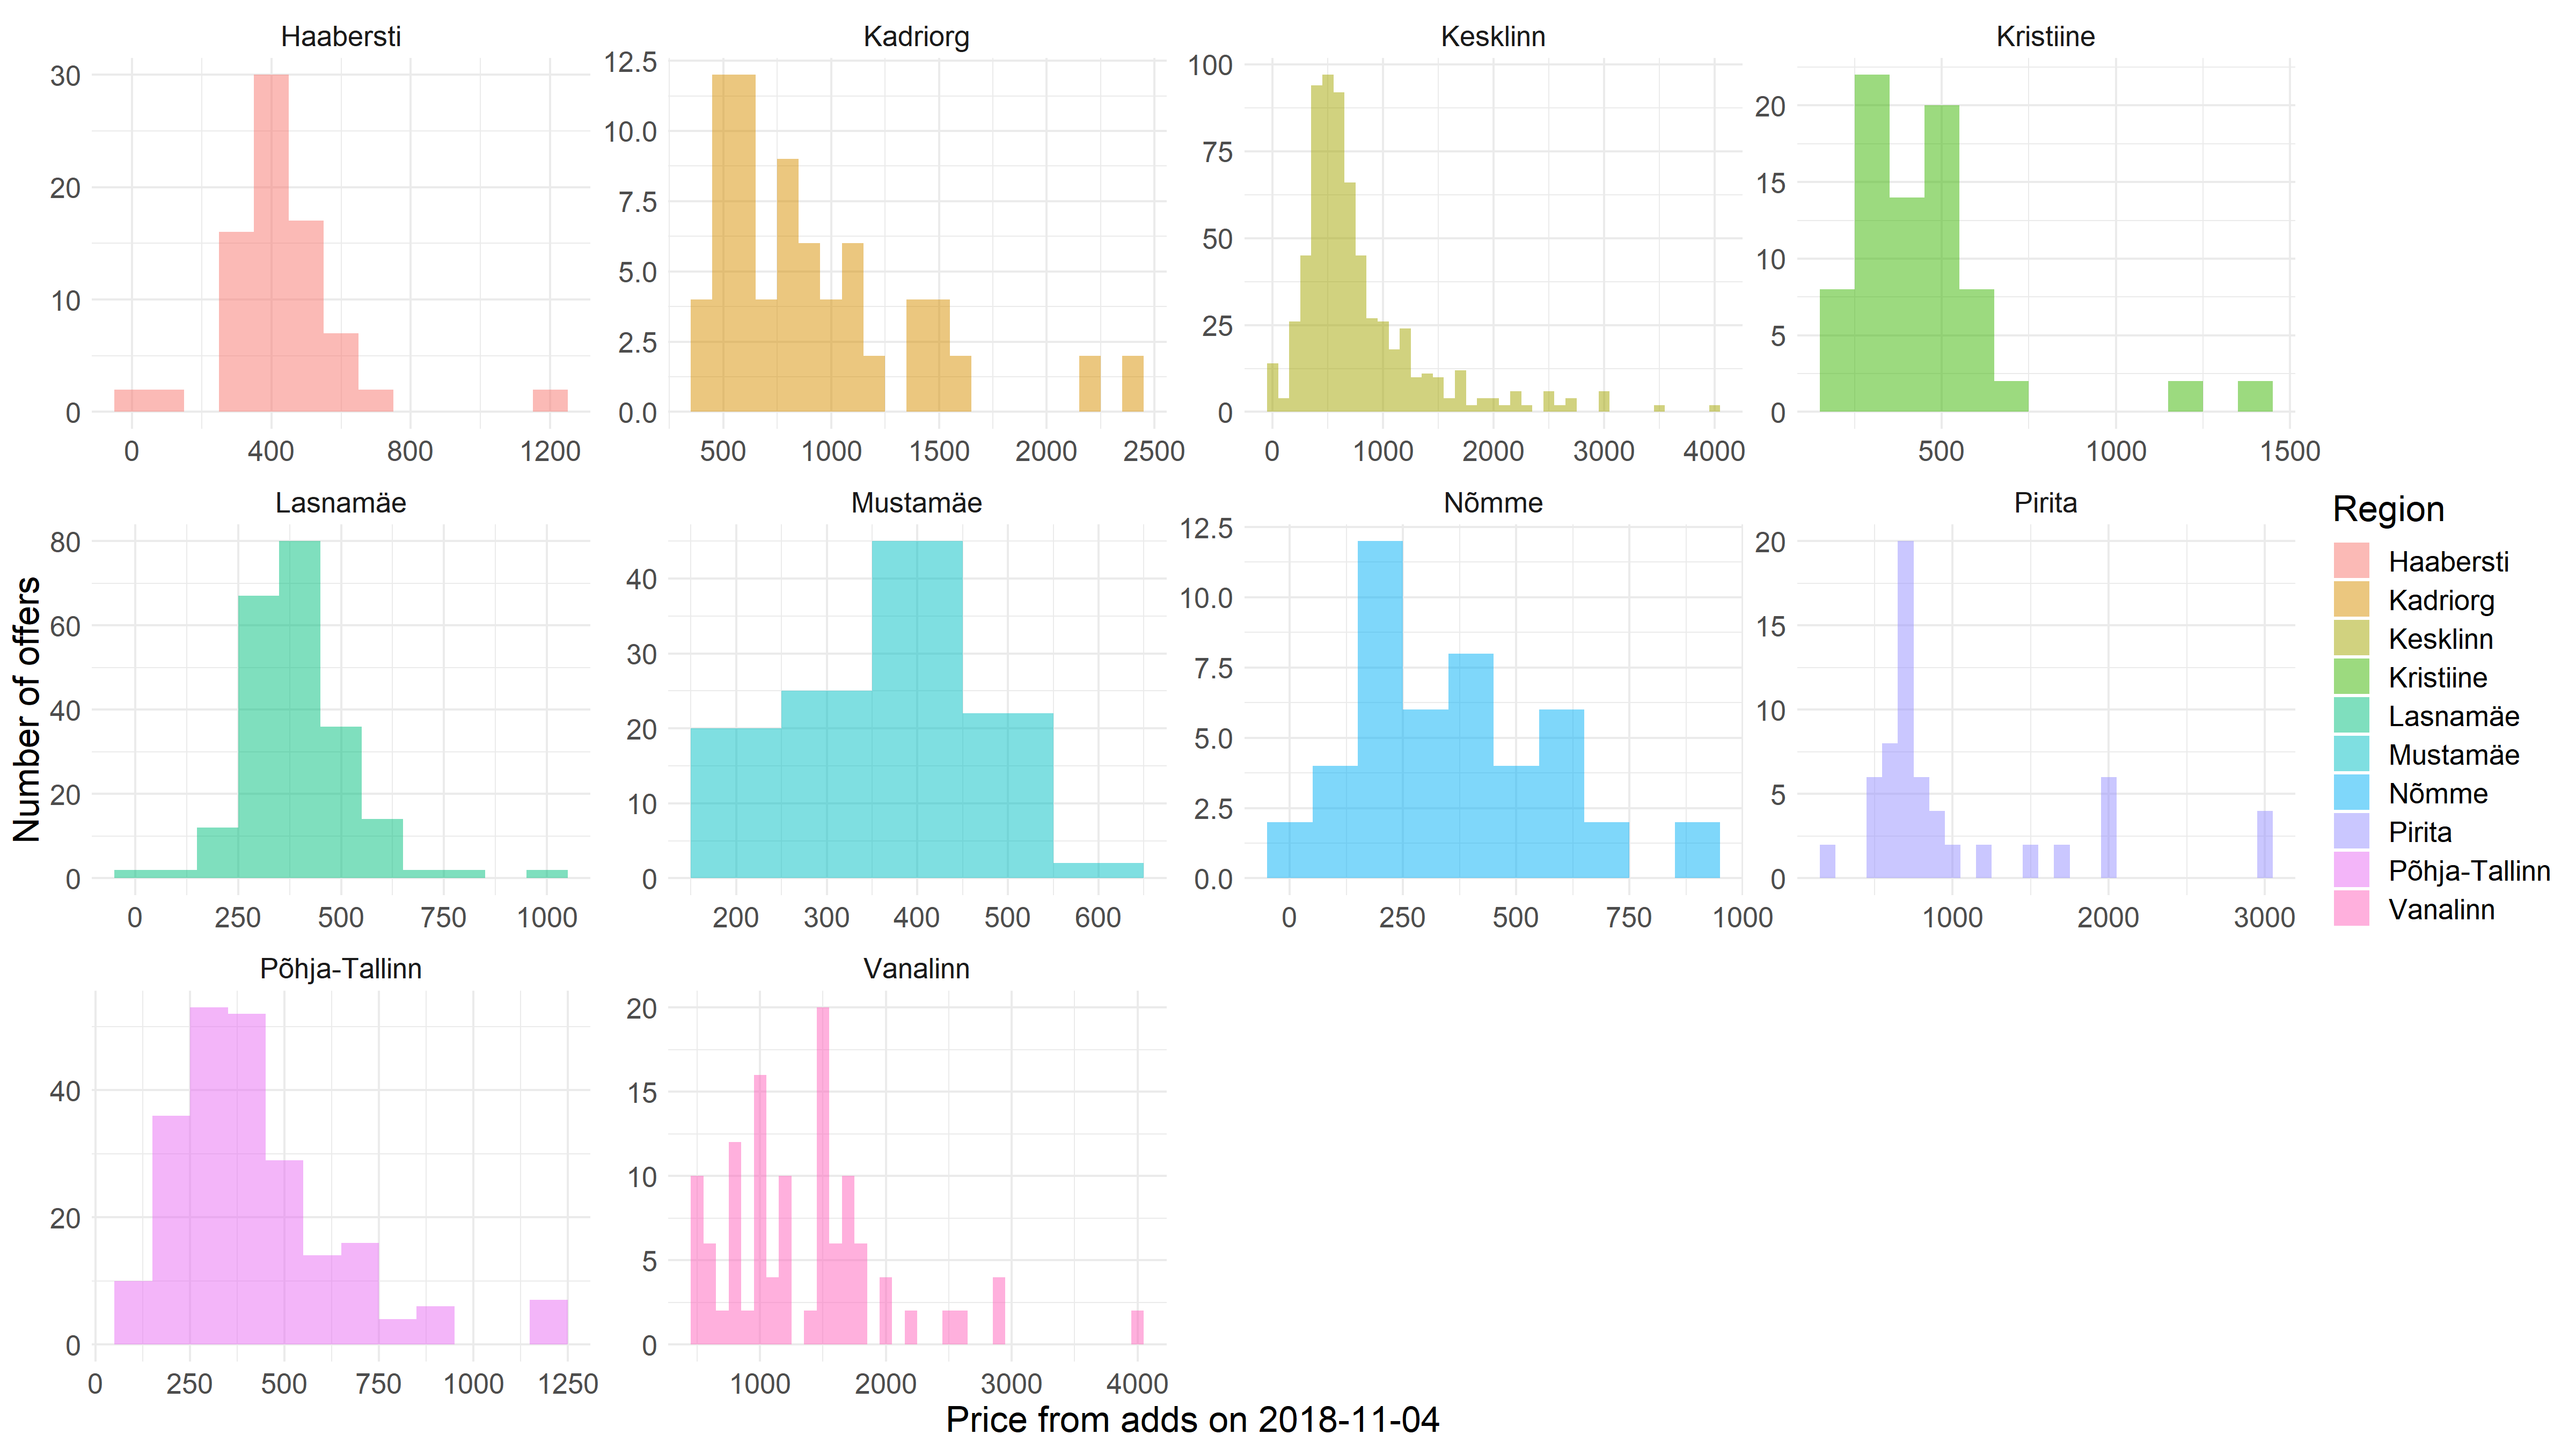 Haabersti
Kadriorg
Kesklinn
Kristiine
30
20
10
0
0 400 800 1200
12.5
10.0
7.5
5.0
2.5
0.0
500 1000 1500 2000 2500
100
75
50
25
0
0 1000 2000 3000 4000
20
15
10
5
0
500 1000 1500
Lasnamäe
Mustamäe
Nõmme
Pirita
Number of offers
80
60
40
20
0
0 250 500 750 1000
40
30
20
10
0
200 300 400 500 600
12.5
10.0
7.5
5.0
2.5
0.0
0 250 500 750 1000
20
15
10
5
0
1000 2000 3000
Region
Haabersti
Kadriorg
Kesklinn
Kristiine
Lasnamäe
Mustamäe
Nõmme
Pirita
Põhja-Tallinn
Vanalinn
Põhja-Tallinn
Vanalinn
40
20
0
0 250 500 750 1000 1250
20
15
10
5
0
1000 2000 3000 4000
Price from adds on 2018-11-04